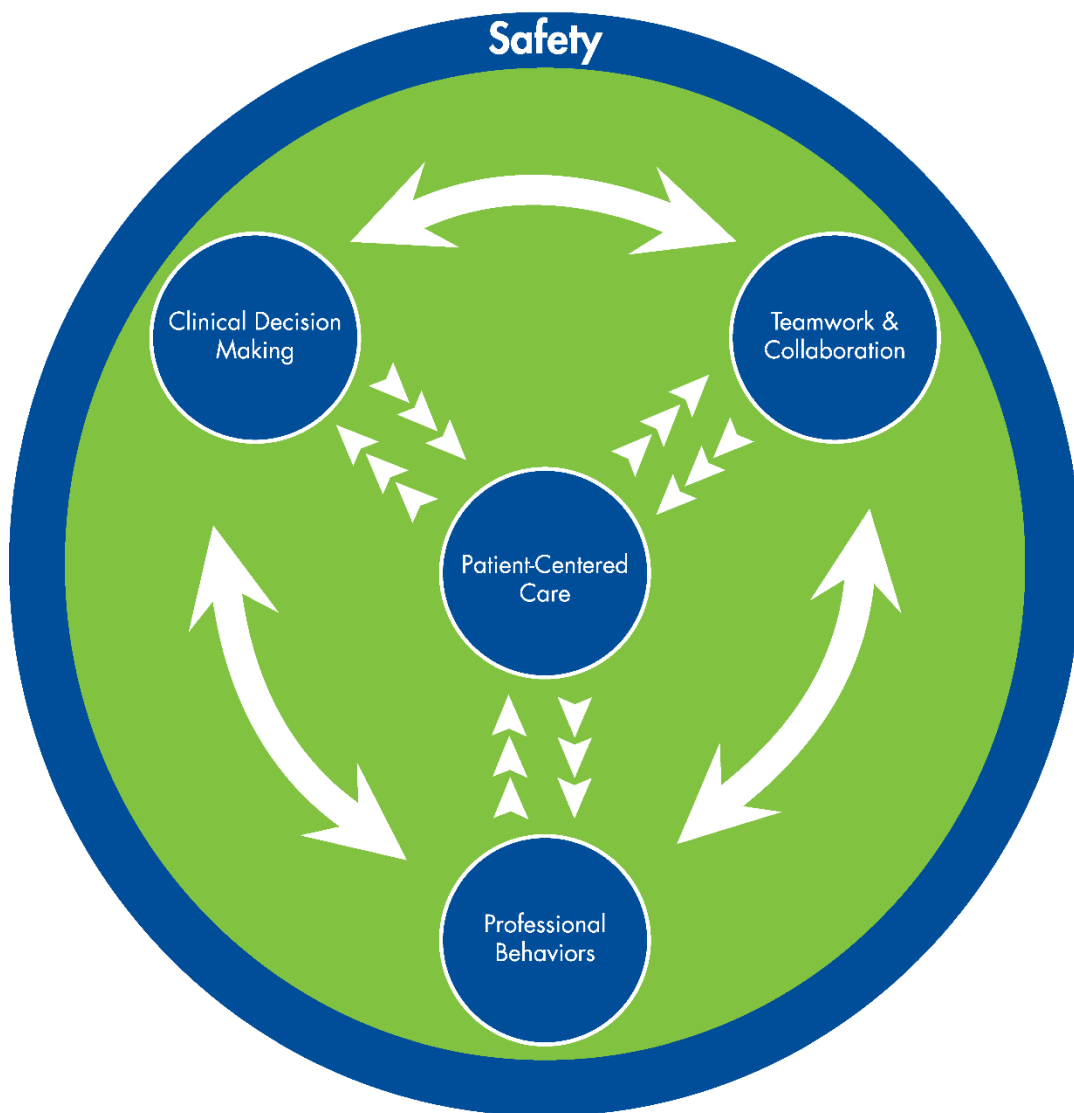 Safety
Clinical Decision
Making
Teamwork &
Collaboration
Patient-Centered
Care
Professional
Behaviors